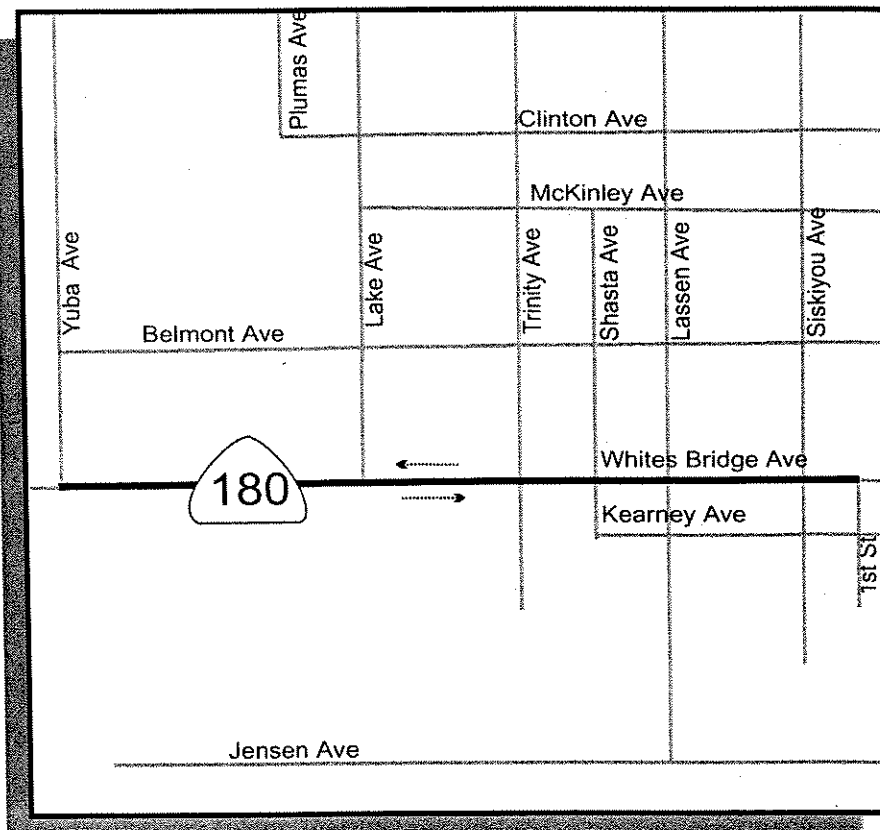 Plumas Ave
Clinton Ave
McKinley Ave
Yuba Ave
Lake Ave
Trinity Ave
Shasta Ave
Lassen Ave
Siskiyou Ave
Belmont Ave
180
Whites Bridge Ave
Kearney Ave
1st St
Jensen Ave